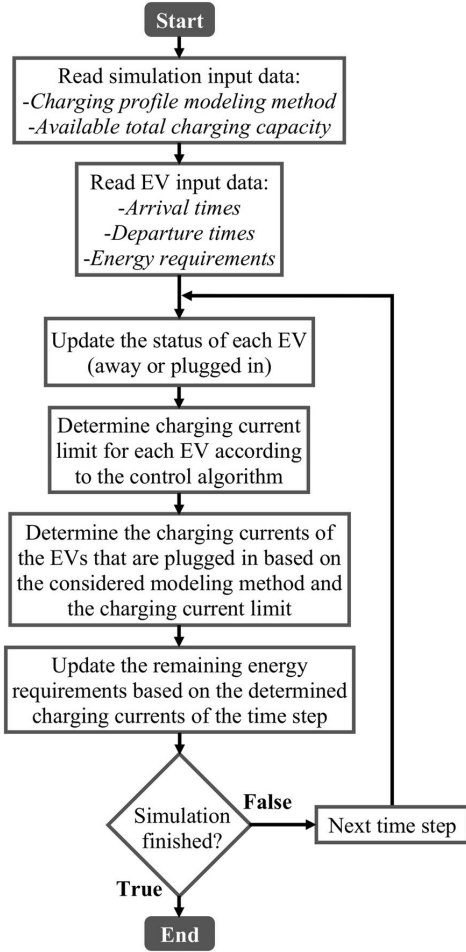 Start
Read simulation input data:
-Charging profile modeling method
-Available total charging capacity
Read EV input data:
-Arrival times
-Departure times
-Energy requirements
Update the status of each EV
(away or plugged in)
Determine charging current
limit for each EV according
to the control algorithm
Determine the charging currents of
the EVs that are plugged in based on
the considered modeling method and
the charging current limit
Update the remaining energy
requirements based on the determined
charging currents of the time step
Simulation
finished?
False
Next time step
True
End